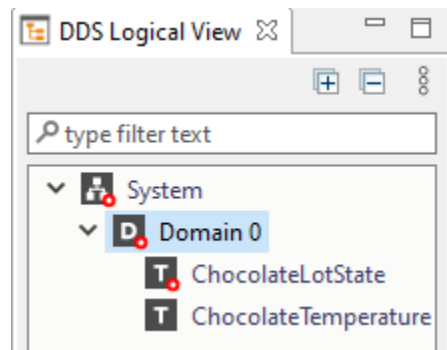 DDS Logical View
type filter text
System
D Domain 0
T ChocolateLotState
T ChocolateTemperature